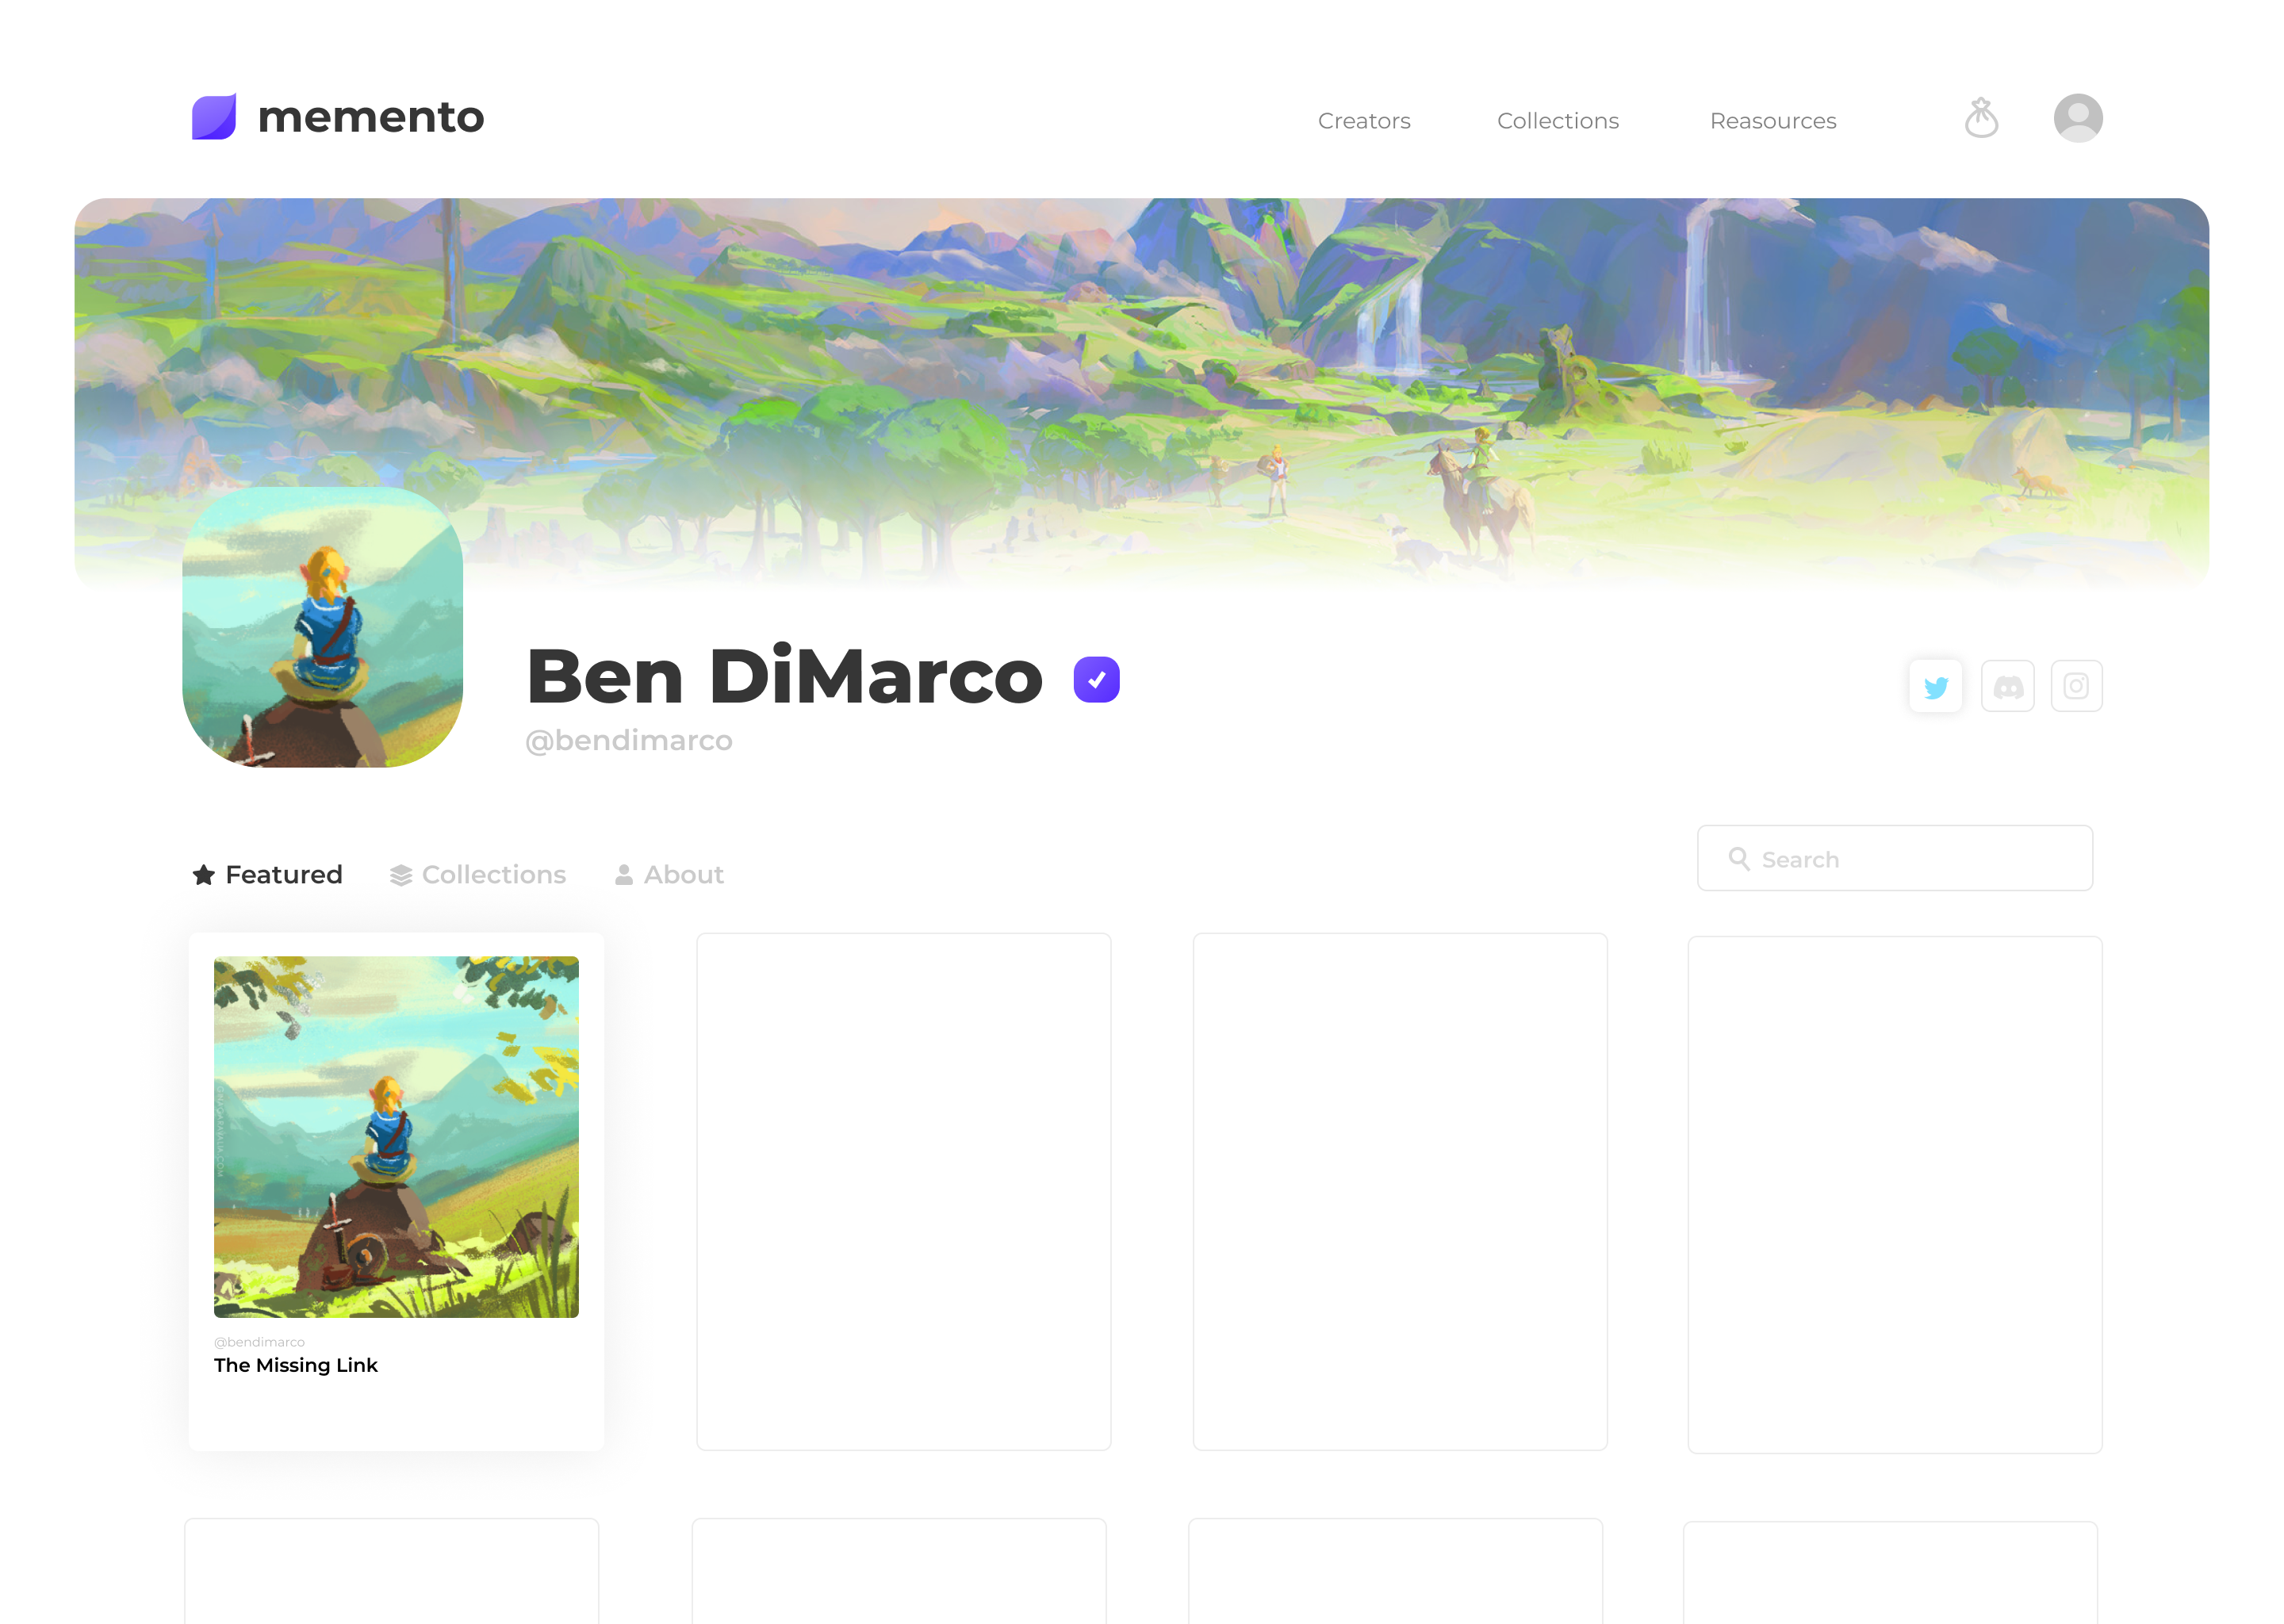 memento
Creators
Collections
Reasources
Ben DiMarco
@bendimarco
Featured
Collections
About
Search
@bendimarco
The Missing Link